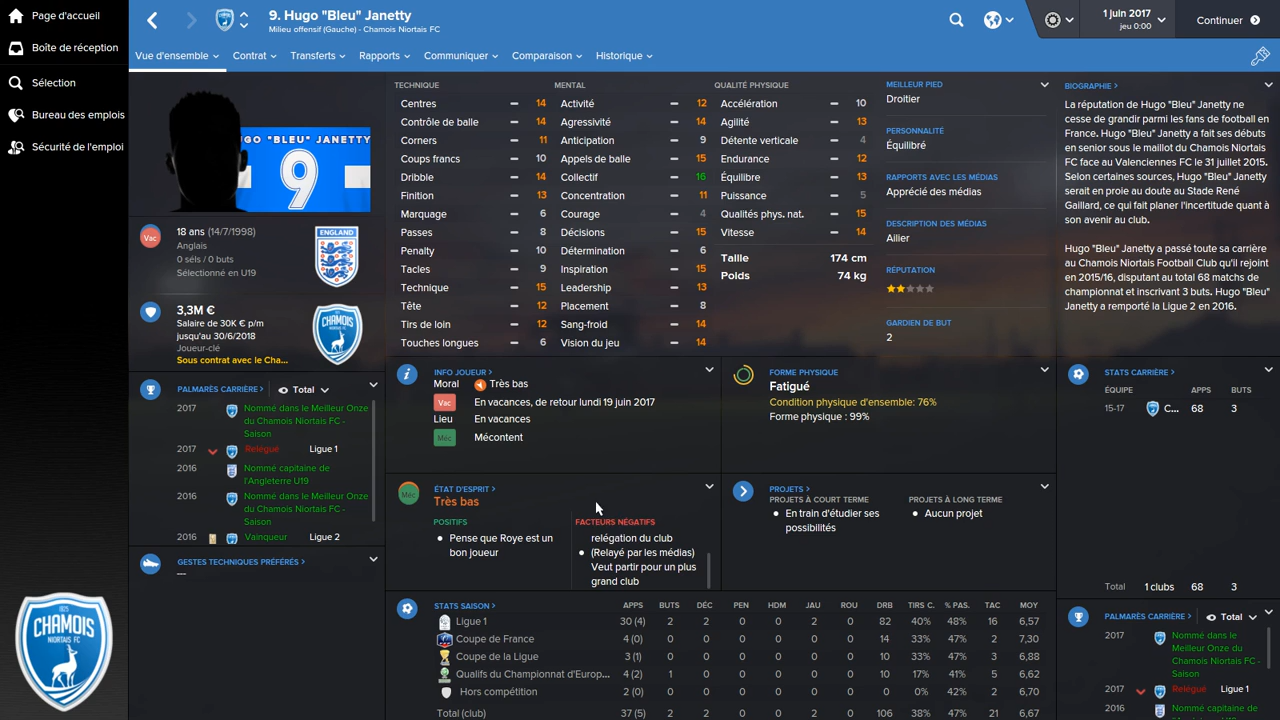 Page d'accueil
Boîte de réception
Sélection
Bureau des emplois
Sécurité de l'emploi
9. Hugo "Bleu" Janetty
Milieu offensif (Gauche) - Chamois Niortais FC
1 juin 2017
jeu 0:00
Continuer
Vue d'ensemble Contrat Transferts Rapports Communiquer Comparaison Historique
GO "BLEU" JANETTY
9
Vac 18 ans (14/7/1998)
Anglais
0 séls / 0 buts
Sélectionné en U19
ENGLAND
3,3M €
Salaire de 30K € p/m
jusqu'au 30/6/2018
Joueur-clé
Sous contrat avec le Cha...
CHAMOIS
NIORTAIS FC
PALMARÈS CARRIÈRE > Total
2017 Nommé dans le Meilleur Onze
du Chamois Niortais FC -
Saison
2017 Relégué Ligue 1
2016 Nommé capitaine de
l'Angleterre U19
2016 Nommé dans le Meilleur Onze
du Chamois Niortais FC -
Saison
2016 Vainqueur Ligue 2
GESTES TECHNIQUES PRÉFÉRÉS >
---
1925
CHAMOIS
NIORTAIS FC
TECHNIQUE
Centres – 14
Contrôle de balle – 14
Corners – 11
Coups francs – 10
Dribble – 14
Finition – 13
Marquage – 6
Passes – 8
Penalty – 10
Tacles – 9
Technique – 15
Tête – 12
Tirs de loin – 12
Touches longues – 6
MENTAL
Activité – 12
Agressivité – 14
Anticipation – 9
Appels de balle – 15
Collectif – 16
Concentration – 11
Courage – 4
Décisions – 15
Détermination – 6
Inspiration – 15
Leadership – 13
Placement – 8
Sang-froid – 14
Vision du jeu – 14
QUALITÉ PHYSIQUE
Accélération – 10
Agilité – 13
Détente verticale – 4
Endurance – 12
Équilibre – 13
Puissance – 5
Qualités phys. nat. – 15
Vitesse – 14
Taille 174 cm
Poids 74 kg
MEILLEUR PIED
Droitier
PERSONNALITÉ
Équilibré
RAPPORTS AVEC LES MÉDIAS
Apprécié des médias
DESCRIPTION DES MÉDIAS
Ailier
RÉPUTATION
GARDIEN DE BUT
2
BIOGRAPHIE >
La réputation de Hugo "Bleu" Janetty ne
cesse de grandir parmi les fans de football en
France. Hugo "Bleu" Janetty a fait ses débuts
en senior sous le maillot du Chamois Niortais
FC face au Valenciennes FC le 31 juillet 2015.
Selon certaines sources, Hugo "Bleu" Janetty
serait en proie au doute au Stade René
Gaillard, ce qui fait planer l'incertitude quant à
son avenir au club.
Hugo "Bleu" Janetty a passé toute sa carrière
au Chamois Niortais Football Club qu'il rejoint
en 2015/16, disputant au total 68 matchs de
championnat et inscrivant 3 buts. Hugo "Bleu"
Janetty a remporté la Ligue 2 en 2016.
INFO JOUEUR >
Moral Très bas
Vac En vacances, de retour lundi 19 juin 2017
Lieu En vacances
Méc Mécontent
FORME PHYSIQUE >
Fatigué
Condition physique d'ensemble: 76%
Forme physique : 99%
STATS CARRIÈRE >
ÉQUIPE APPS BUTS
15-17 C... 68 3
Total 1 clubs 68 3
Méc ÉTAT D'ESPRIT >
Très bas
POSITIFS
Pense que Roye est un
bon joueur
FACTEURS NÉGATIFS
relégation du club
(Relayé par les médias)
Veut partir pour un plus
grand club
PROJETS >
PROJETS À COURT TERME
En train d'étudier ses
possibilités
PROJETS À LONG TERME
Aucun projet
STATS SAISON > APPS BUTS DÉC PEN HDM JAU ROU DRB TIRS C. % PAS. TAC MOY
Ligue 1 30 (4) 2 2 0 0 2 0 82 40% 48% 16 6,57
Coupe de France 4 (0) 0 0 0 0 0 0 14 33% 47% 2 7,30
Coupe de la Ligue 3 (1) 0 0 0 0 0 0 10 33% 47% 3 6,88
Qualifs du Championnat d'Europ... 4 (2) 1 0 0 0 0 0 10 17% 41% 5 6,62
Hors compétition 2 (0) 0 0 0 0 0 0 0 0% 42% 2 6,70
Total (club) 37 (5) 2 2 0 0 2 0 106 38% 47% 21 6,67
PALMARÈS CARRIÈRE > Total
2017 Nommé dans le
Meilleur Onze du
Chamois Niortais FC -
Saison
2017 Relégué Ligue 1
2016 Nommé capitaine de